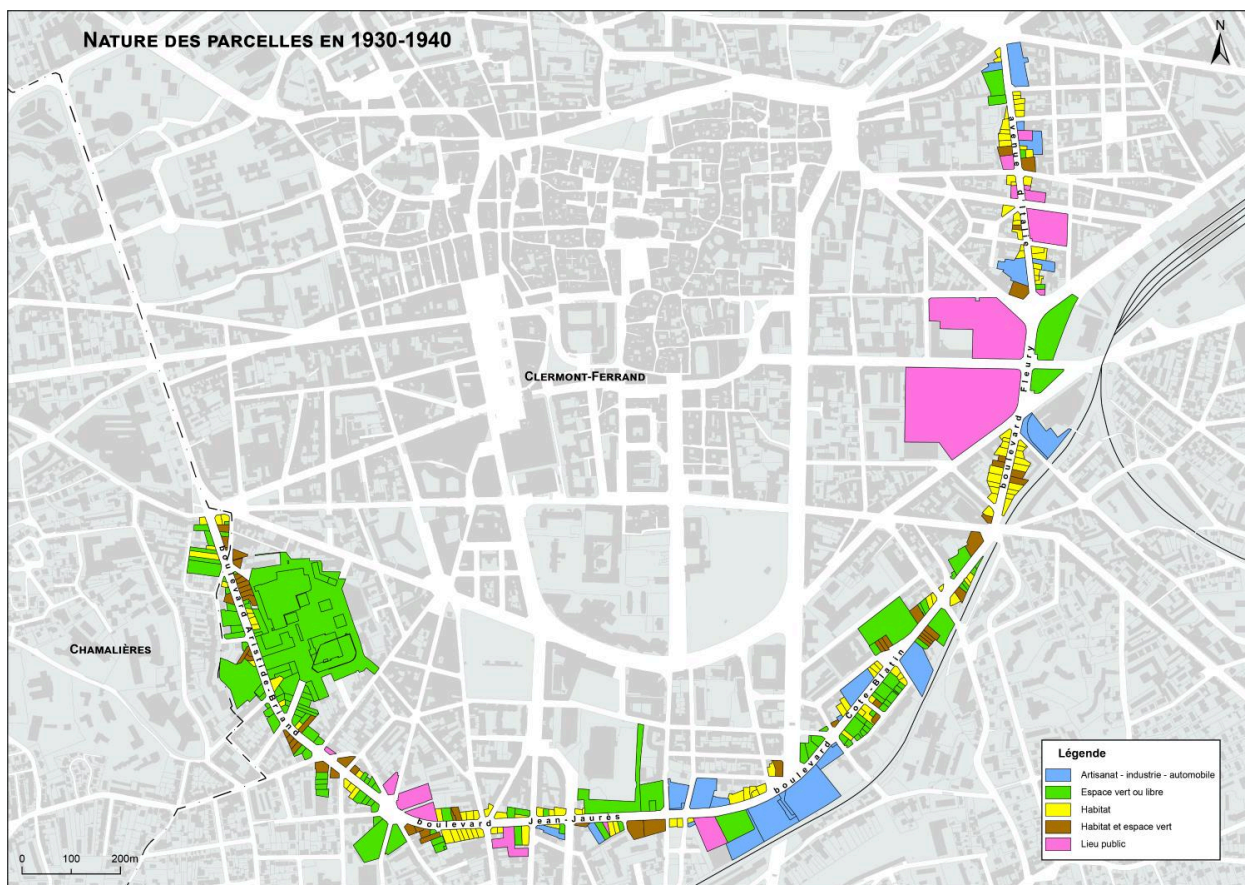 NATURE DES PARCELLES EN 1930-1940
N
avenue d'Italie
CLERMONT-FERRAND
boulevard Fleury
boulevard Aristide-Briand
CHAMALIÈRES
boulevard Cote-Blatin
boulevard Jean-Jaurès
Légende
Artisanat - industrie - automobile
Espace vert ou libre
Habitat
Habitat et espace vert
Lieu public
0 100 200m